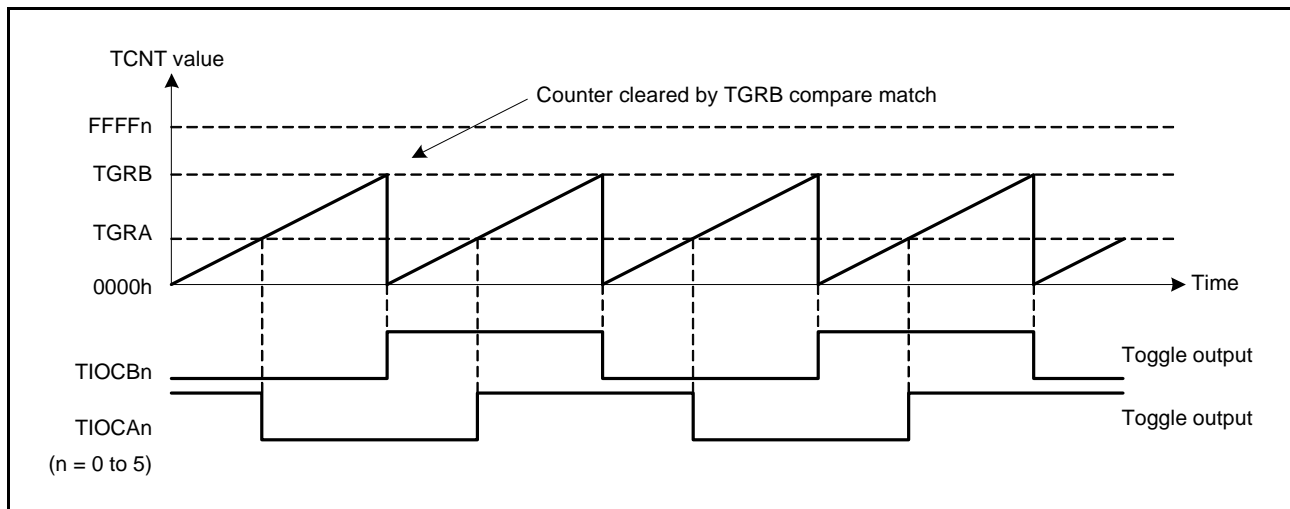 TCNT value
Counter cleared by TGRB compare match
FFFFn
TGRB
TGRA
0000h
Time
Toggle output
TIOCBn
Toggle output
TIOCAn
(n = 0 to 5)